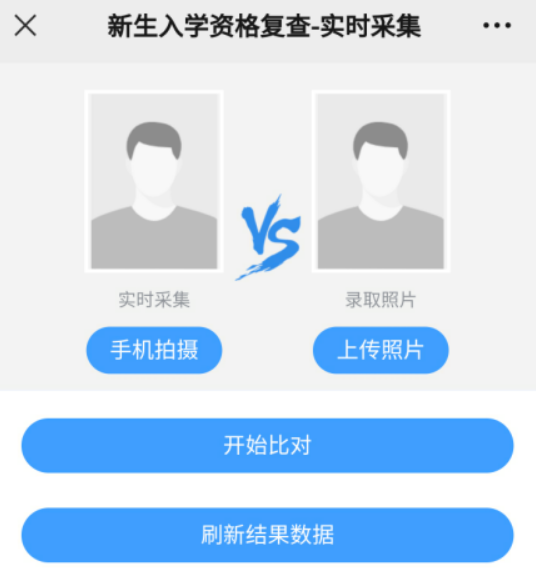 新生入学资格复查-实时采集
VS
实时采集
录取照片
手机拍摄
上传照片
开始比对
刷新结果数据